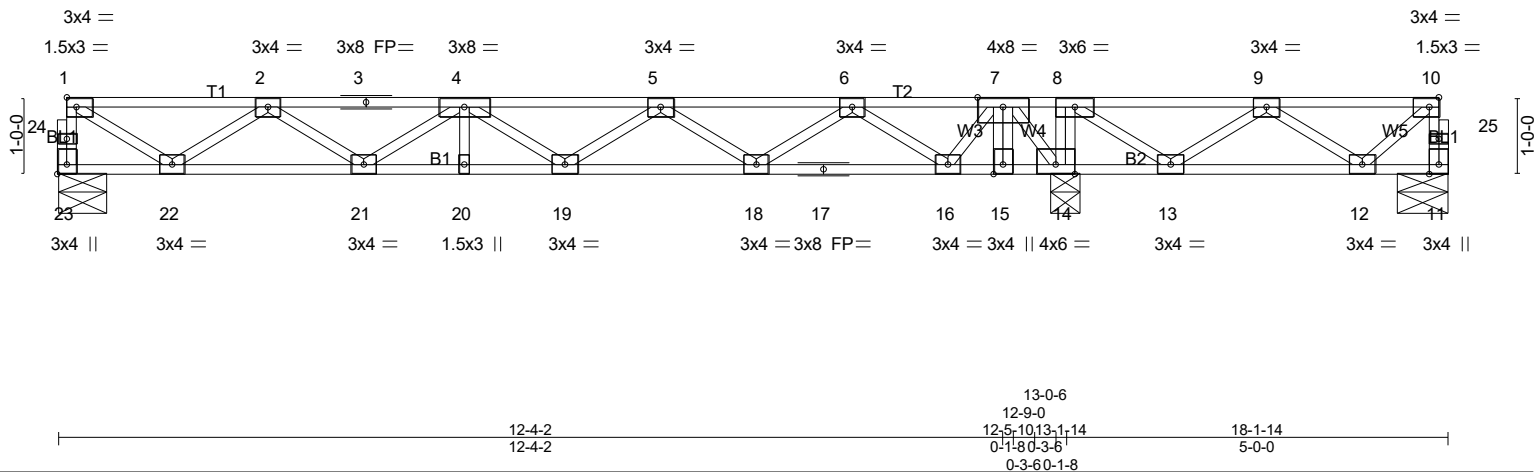 3x4 = 3x4 =
1.5x3 = 3x4 = 3x8 FP= 3x8 = 3x4 = 3x4 = 4x8 = 3x6 = 3x4 = 1.5x3 =
1 2 3 4 5 6 7 8 9 10
T1 T2
24 BL1 W3 W4 W5 BL1 25
1-0-0 1-0-0
B1 B2
23 22 21 20 19 18 17 16 15 14 13 12 11
3x4 || 3x4 = 3x4 = 1.5x3 || 3x4 = 3x4 = 3x8 FP= 3x4 = 3x4 || 4x6 = 3x4 = 3x4 = 3x4 ||
13-0-6
12-9-0
12-4-2 12-5-10 13-1-14 18-1-14
12-4-2 0-1-8 0-3-6 5-0-0
0-3-6 0-1-8